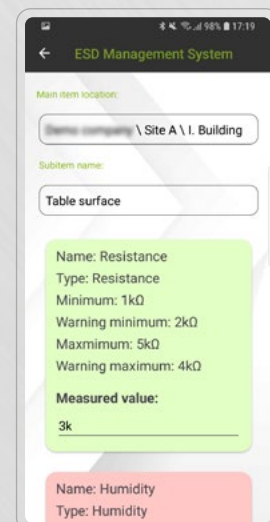 98% 17:19
ESD Management System
Main item location:
\ Site A \ I. Building
Subitem name:
Table surface
Name: Resistance
Type: Resistance
Minimum: 1kΩ
Warning minimum: 2kΩ
Maxmimum: 5kΩ
Warning maximum: 4kΩ
Measured value:
3k
Name: Humidity
Type: Humidity